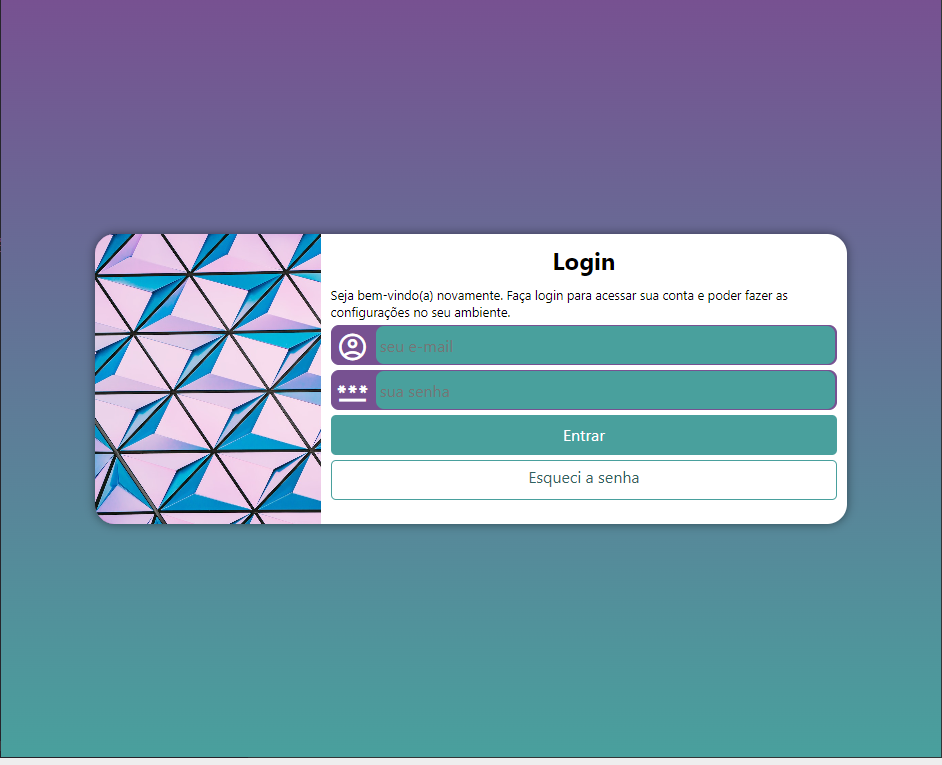 Login
Seja bem-vindo(a) novamente. Faça login para acessar sua conta e poder fazer as
configurações no seu ambiente.
seu e-mail
***
sua senha
Entrar
Esqueci a senha